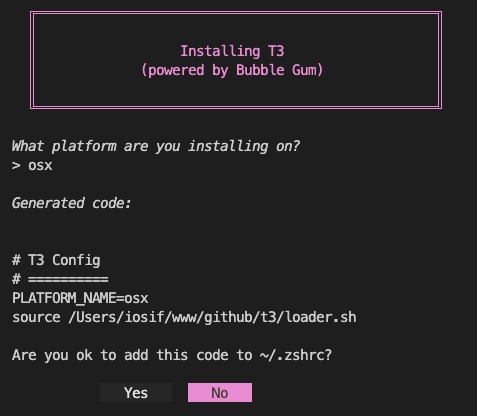 Installing T3
(powered by Bubble Gum)
What platform are you installing on?
> osx
Generated code:
# T3 Config
# ==========
PLATFORM_NAME=osx
source /Users/iosif/www/github/t3/loader.sh
Are you ok to add this code to ~/.zshrc?
Yes No